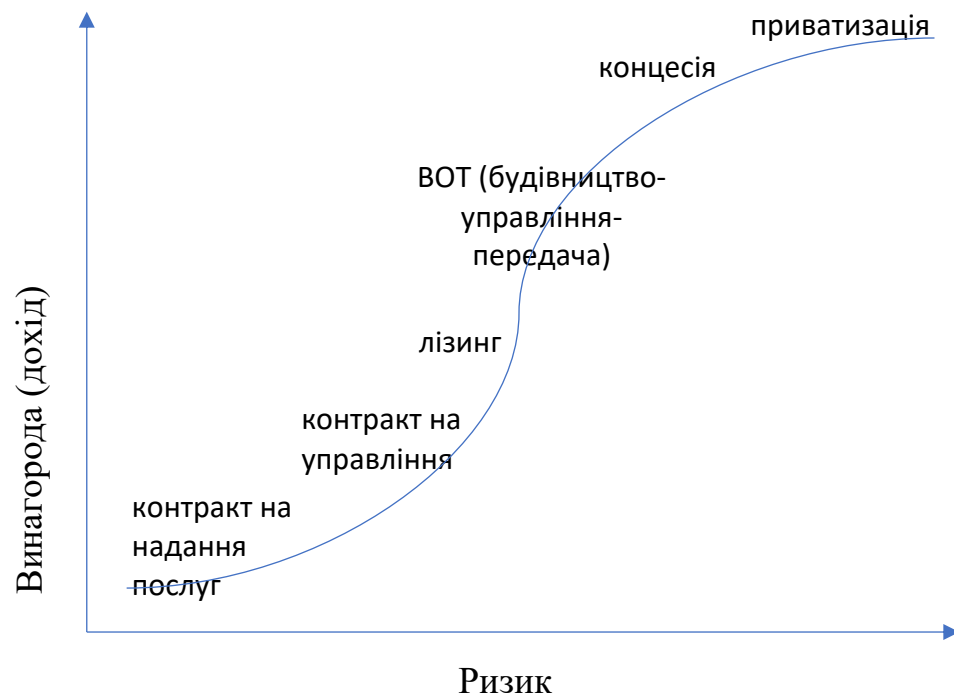 приватизація
концесія
ВОТ (будівництво-
управління-
передача)
лізинг
контракт на
управління
контракт на
надання
послуг
Винагорода (дохід)
Ризик